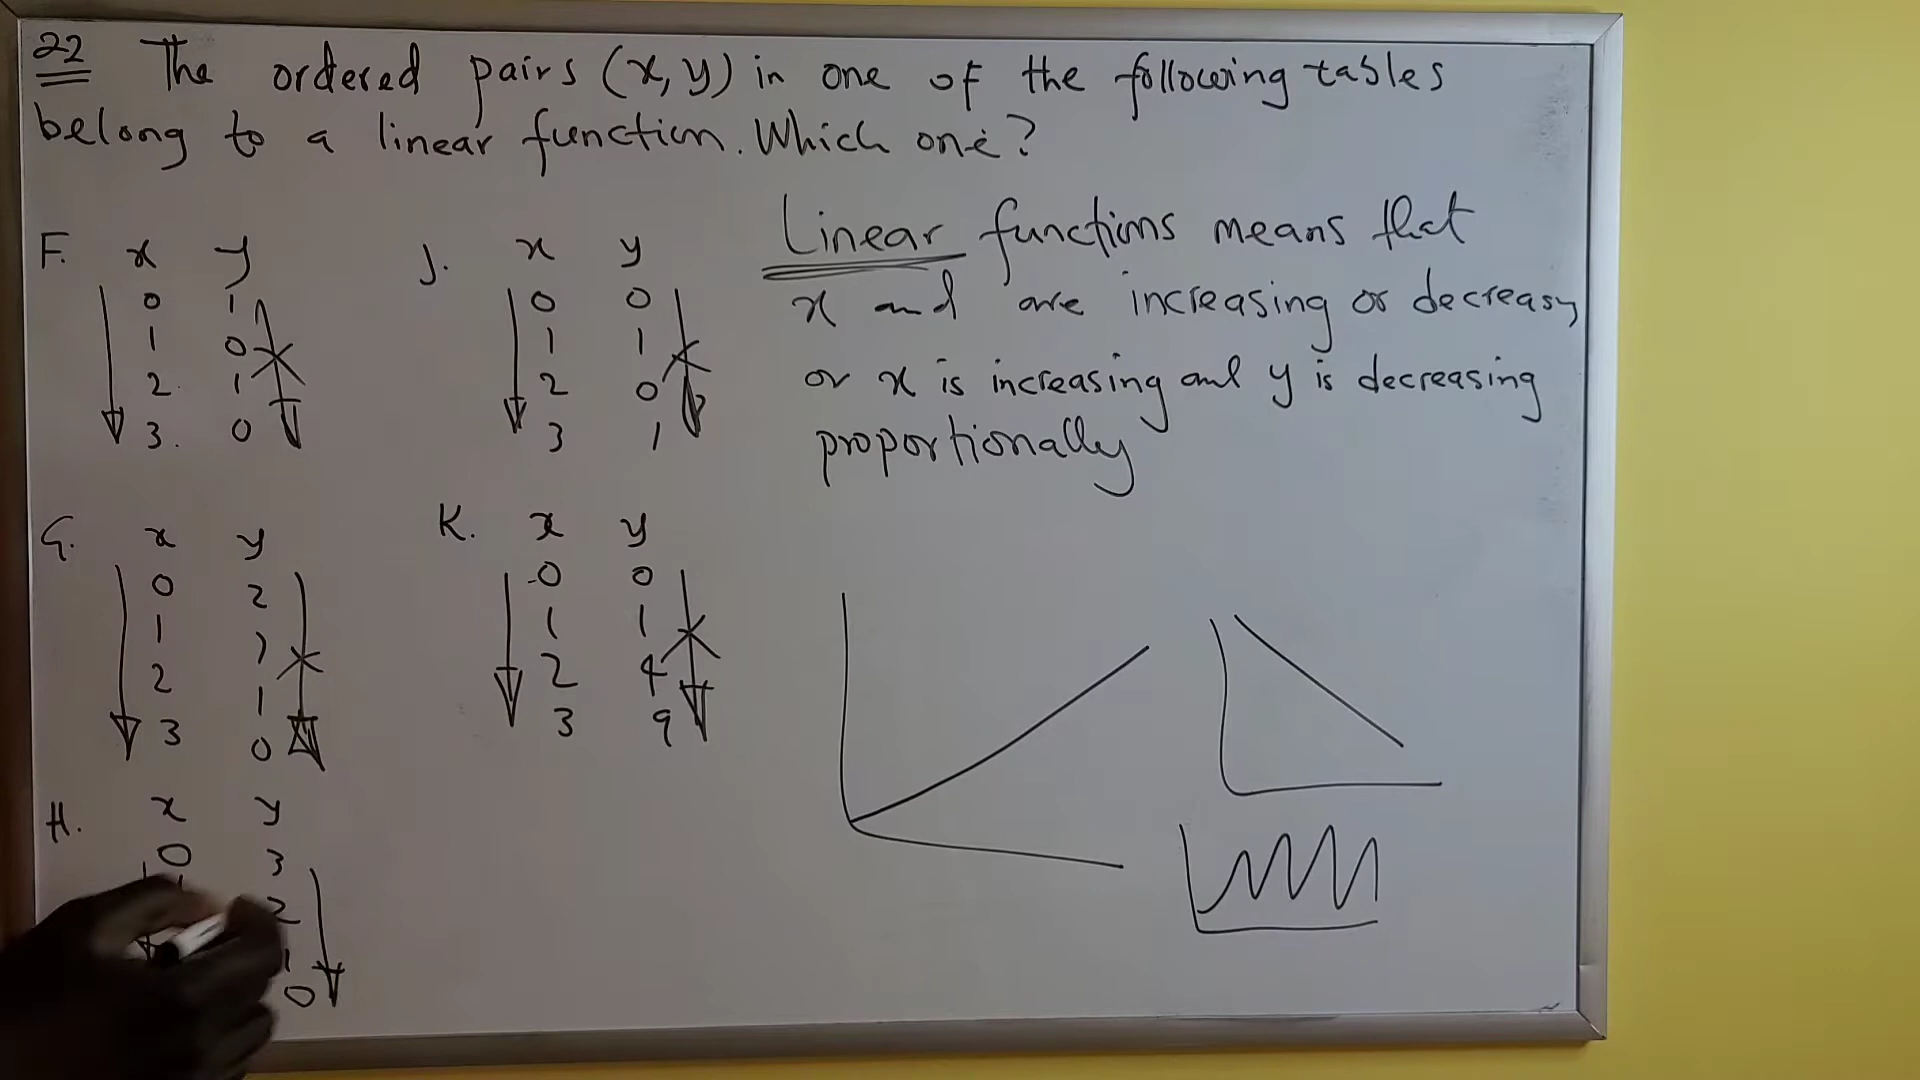 22 The ordered pairs (x, y) in one of the following tables
belong to a linear function. Which one?
F. x y
0 1
1 0
2 1
3 0
J. x y
0 0
1 1
2 0
3 1
Linear functions means that
x and are increasing or decreasy
or x is increasing and y is decreasing
proportionally
G. x y
0 2
1 1
2 1
3 0
K. x y
0 0
1 1
2 4
3 9
H. x y
0 3
2
1
0